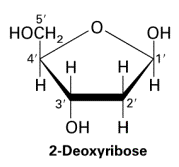 5'
HOCH₂ O OH
4' H H 1'
H H
3' 2'
OH H
2-Deoxyribose